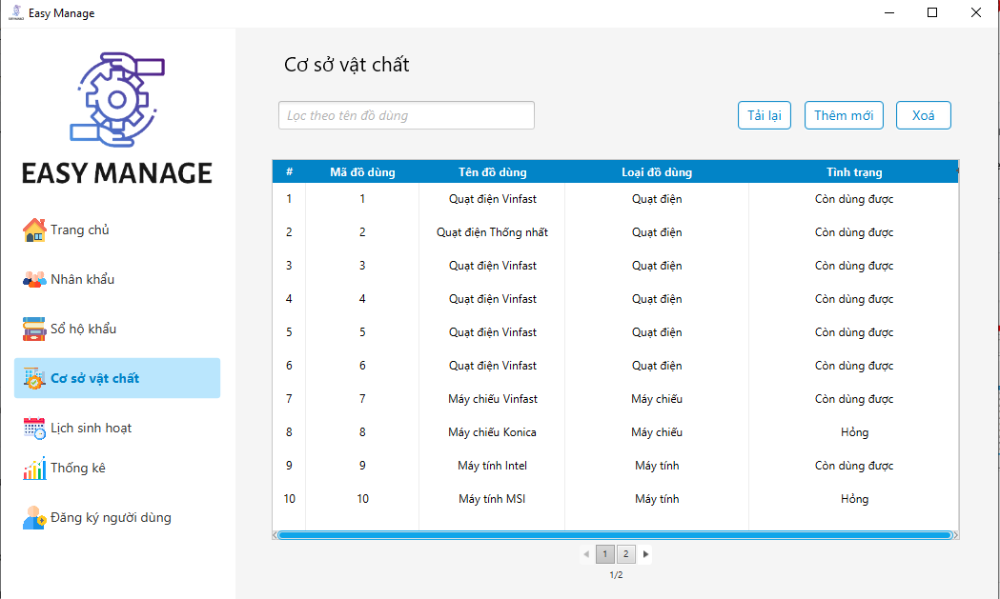 Easy Manage
EASY MANAGE
Trang chủ
Nhân khẩu
Sổ hộ khẩu
Cơ sở vật chất
Lịch sinh hoạt
Thống kê
Đăng ký người dùng
Cơ sở vật chất
Lọc theo tên đồ dùng
Tải lại Thêm mới Xoá
# Mã đồ dùng Tên đồ dùng Loại đồ dùng Tình trạng
1 1 Quạt điện Vinfast Quạt điện Còn dùng được
2 2 Quạt điện Thống nhất Quạt điện Còn dùng được
3 3 Quạt điện Vinfast Quạt điện Còn dùng được
4 4 Quạt điện Vinfast Quạt điện Còn dùng được
5 5 Quạt điện Vinfast Quạt điện Còn dùng được
6 6 Quạt điện Vinfast Quạt điện Còn dùng được
7 7 Máy chiếu Vinfast Máy chiếu Còn dùng được
8 8 Máy chiếu Konica Máy chiếu Hỏng
9 9 Máy tính Intel Máy tính Còn dùng được
10 10 Máy tính MSI Máy tính Hỏng
1 2
1/2